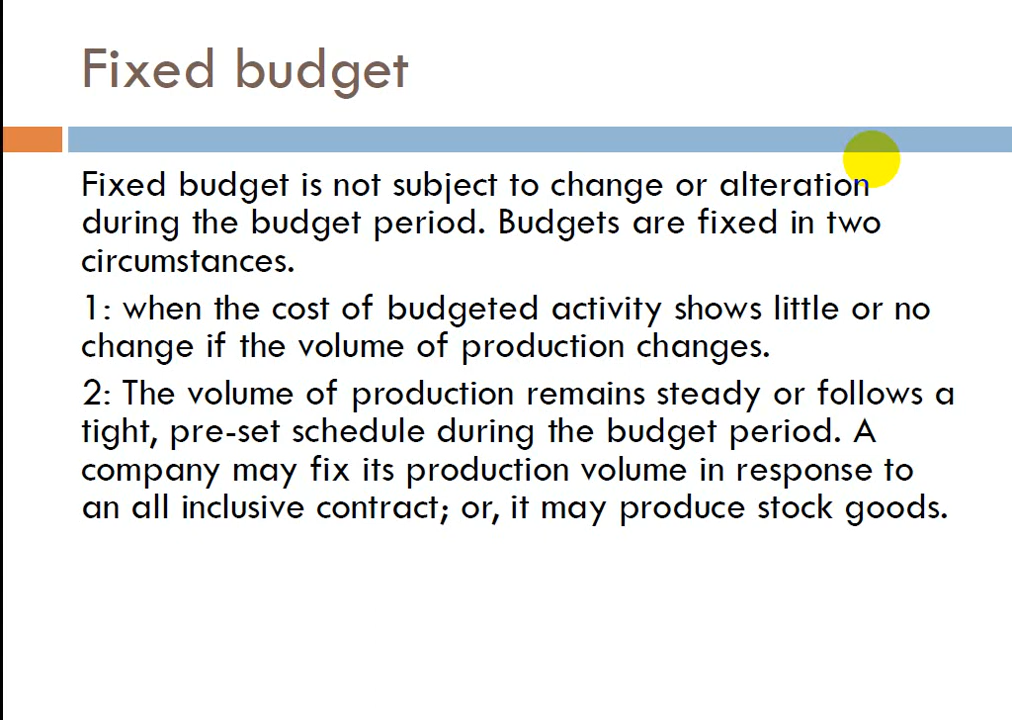 Fixed budget
Fixed budget is not subject to change or alteration
during the budget period. Budgets are fixed in two
circumstances.
1: when the cost of budgeted activity shows little or no
change if the volume of production changes.
2: The volume of production remains steady or follows a
tight, pre-set schedule during the budget period. A
company may fix its production volume in response to
an all inclusive contract; or, it may produce stock goods.